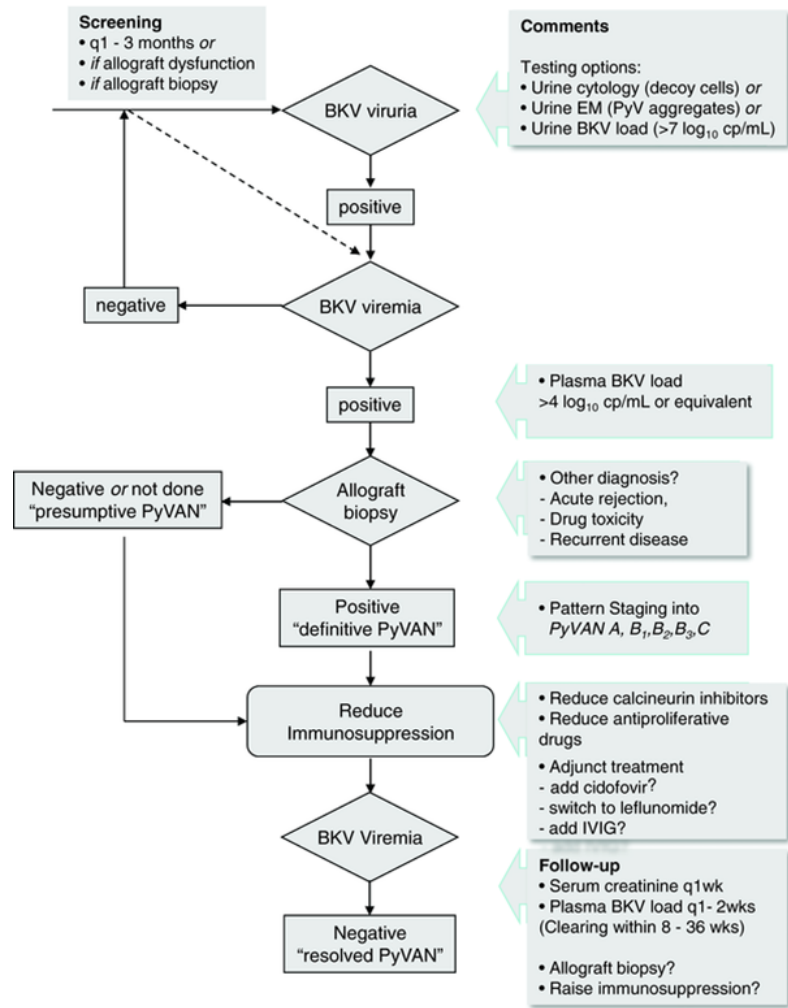 Screening
• q1 - 3 months or
• if allograft dysfunction
• if allograft biopsy
Comments
Testing options:
• Urine cytology (decoy cells) or
• Urine EM (PyV aggregates) or
• Urine BKV load (>7 log10 cp/mL)
BKV viruria
positive
BKV viremia
negative
positive
• Plasma BKV load
>4 log10 cp/mL or equivalent
Allograft
biopsy
Negative or not done
“presumptive PyVAN”
• Other diagnosis?
- Acute rejection,
- Drug toxicity
- Recurrent disease
Positive
“definitive PyVAN”
• Pattern Staging into
PyVAN A, B1,B2,B3,C
Reduce
Immunosuppression
• Reduce calcineurin inhibitors
• Reduce antiproliferative
drugs
• Adjunct treatment
- add cidofovir?
- switch to leflunomide?
- add IVIG?
BKV Viremia
Negative
“resolved PyVAN”
Follow-up
• Serum creatinine q1wk
• Plasma BKV load q1- 2wks
(Clearing within 8 - 36 wks)
• Allograft biopsy?
• Raise immunosuppression?